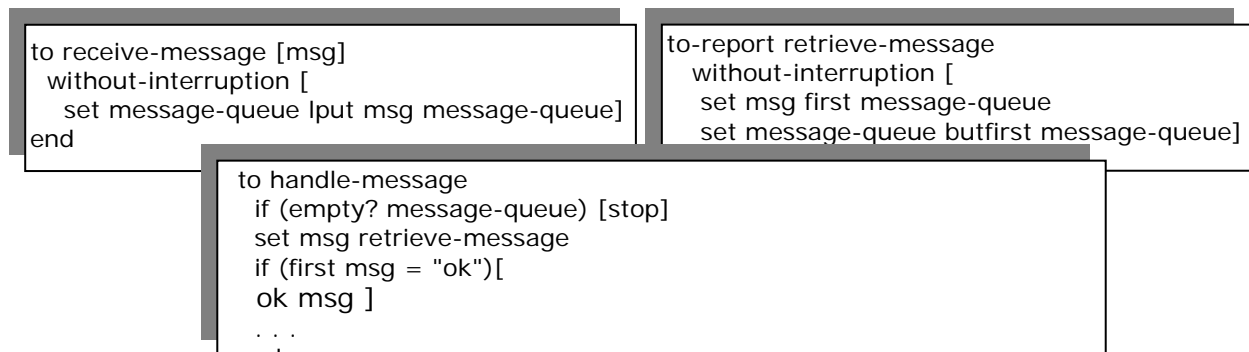 to receive-message [msg]
without-interruption [
set message-queue lput msg message-queue]
end
to-report retrieve-message
without-interruption [
set msg first message-queue
set message-queue butfirst message-queue]
to handle-message
if (empty? message-queue) [stop]
set msg retrieve-message
if (first msg = "ok")[
ok msg ]
. . .